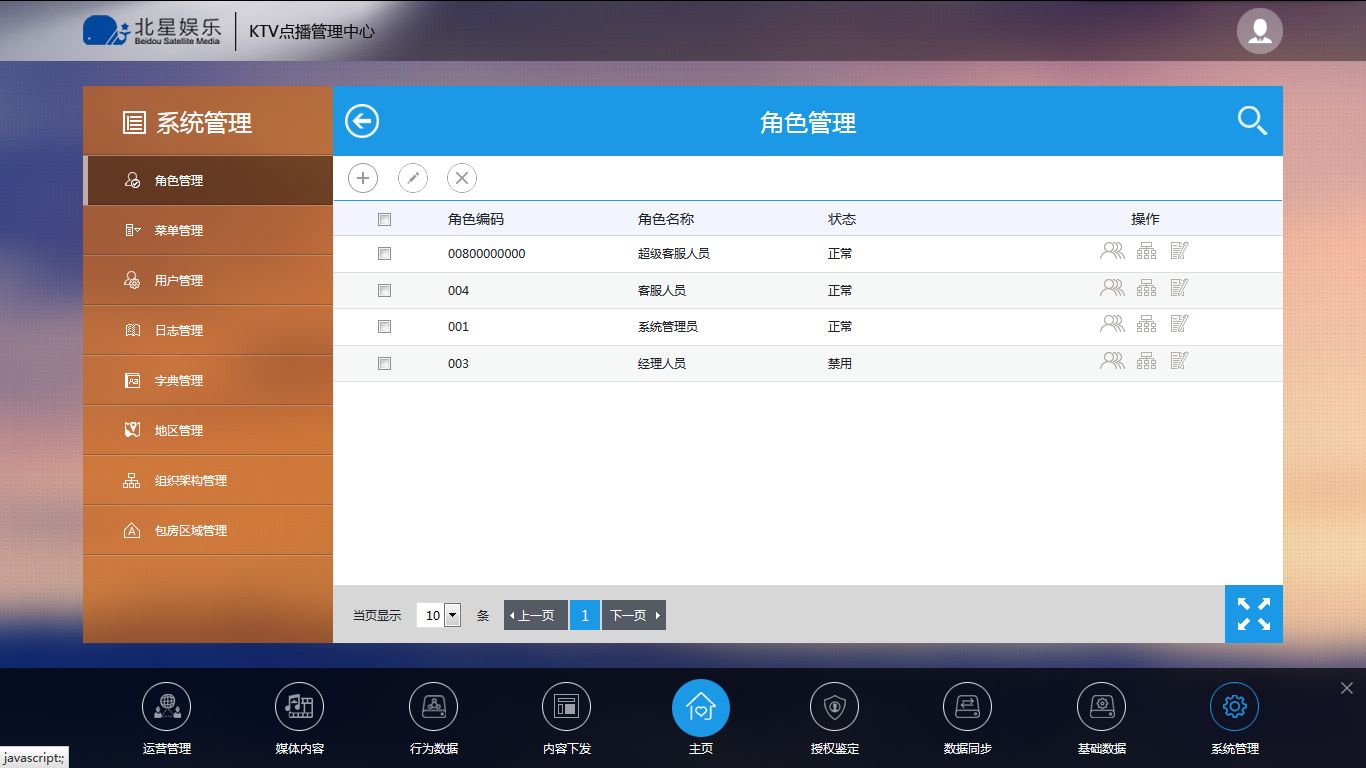 北星娱乐
Beidou Satellite Media
KTV点播管理中心
系统管理
角色管理
角色管理
菜单管理
用户管理
日志管理
字典管理
地区管理
组织架构管理
包房区域管理
角色编码 角色名称 状态 操作
00800000000 超级客服人员 正常
004 客服人员 正常
001 系统管理员 正常
003 经理人员 禁用
当页显示 10 条 上一页 1 下一页
运营管理 媒体内容 行为数据 内容下发 主页 授权鉴定 数据同步 基础数据 系统管理
javascript:;